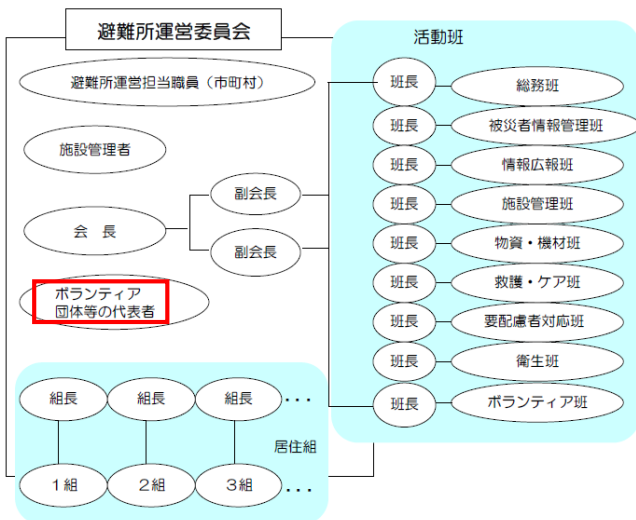 避難所運営委員会
避難所運営担当職員（市町村）
施設管理者
会　長
副会長
副会長
ボランティア
団体等の代表者
活動班
班長
総務班
班長
被災者情報管理班
班長
情報広報班
班長
施設管理班
班長
物資・機材班
班長
救護・ケア班
班長
要配慮者対応班
班長
衛生班
班長
ボランティア班
組長
組長
組長
・・・
居住組
１組
２組
３組
・・・